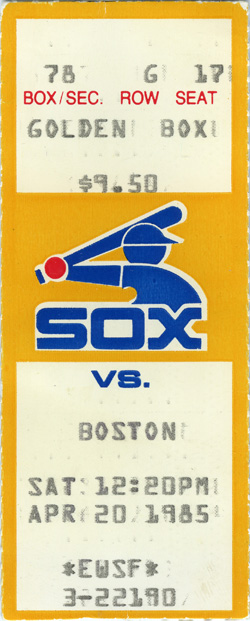 78 G 17
BOX/SEC. ROW SEAT
GOLDEN BOX
$9.50
SOX
VS.
BOSTON
SAT 12:20PM
APR 20 1985
*EWSF*
3-22190